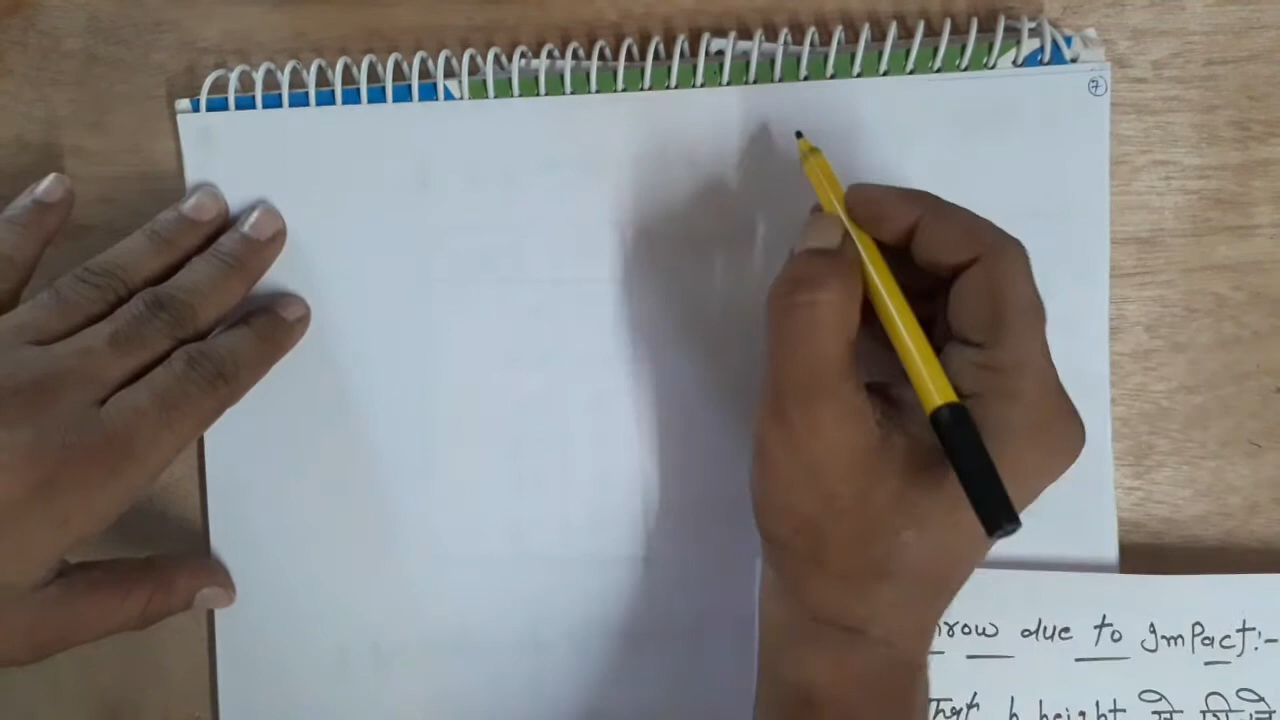 7
row due to Impact:-
h height से